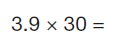 3.9 × 30 =